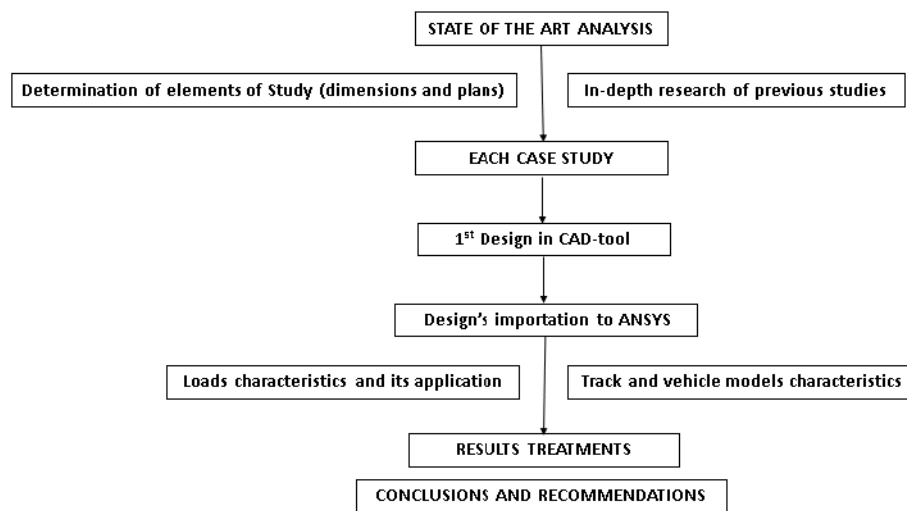 STATE OF THE ART ANALYSIS
Determination of elements of Study (dimensions and plans)
In-depth research of previous studies
EACH CASE STUDY
1st Design in CAD-tool
Design's importation to ANSYS
Loads characteristics and its application
Track and vehicle models characteristics
RESULTS TREATMENTS
CONCLUSIONS AND RECOMMENDATIONS